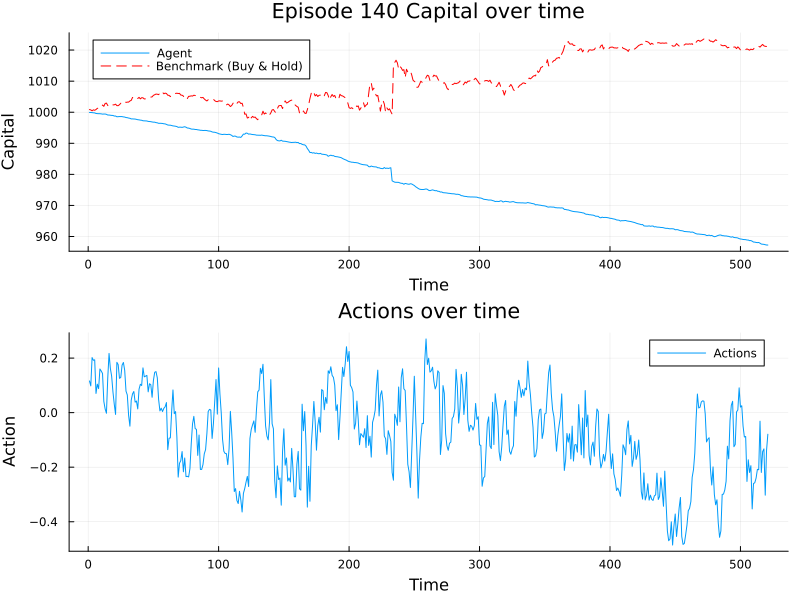 Episode 140 Capital over time
1020
1010
1000
990
980
970
960
Capital
Agent
Benchmark (Buy & Hold)
0
100
200
300
400
500
Time
Actions over time
0.2
0.0
−0.2
−0.4
Action
Actions
0
100
200
300
400
500
Time